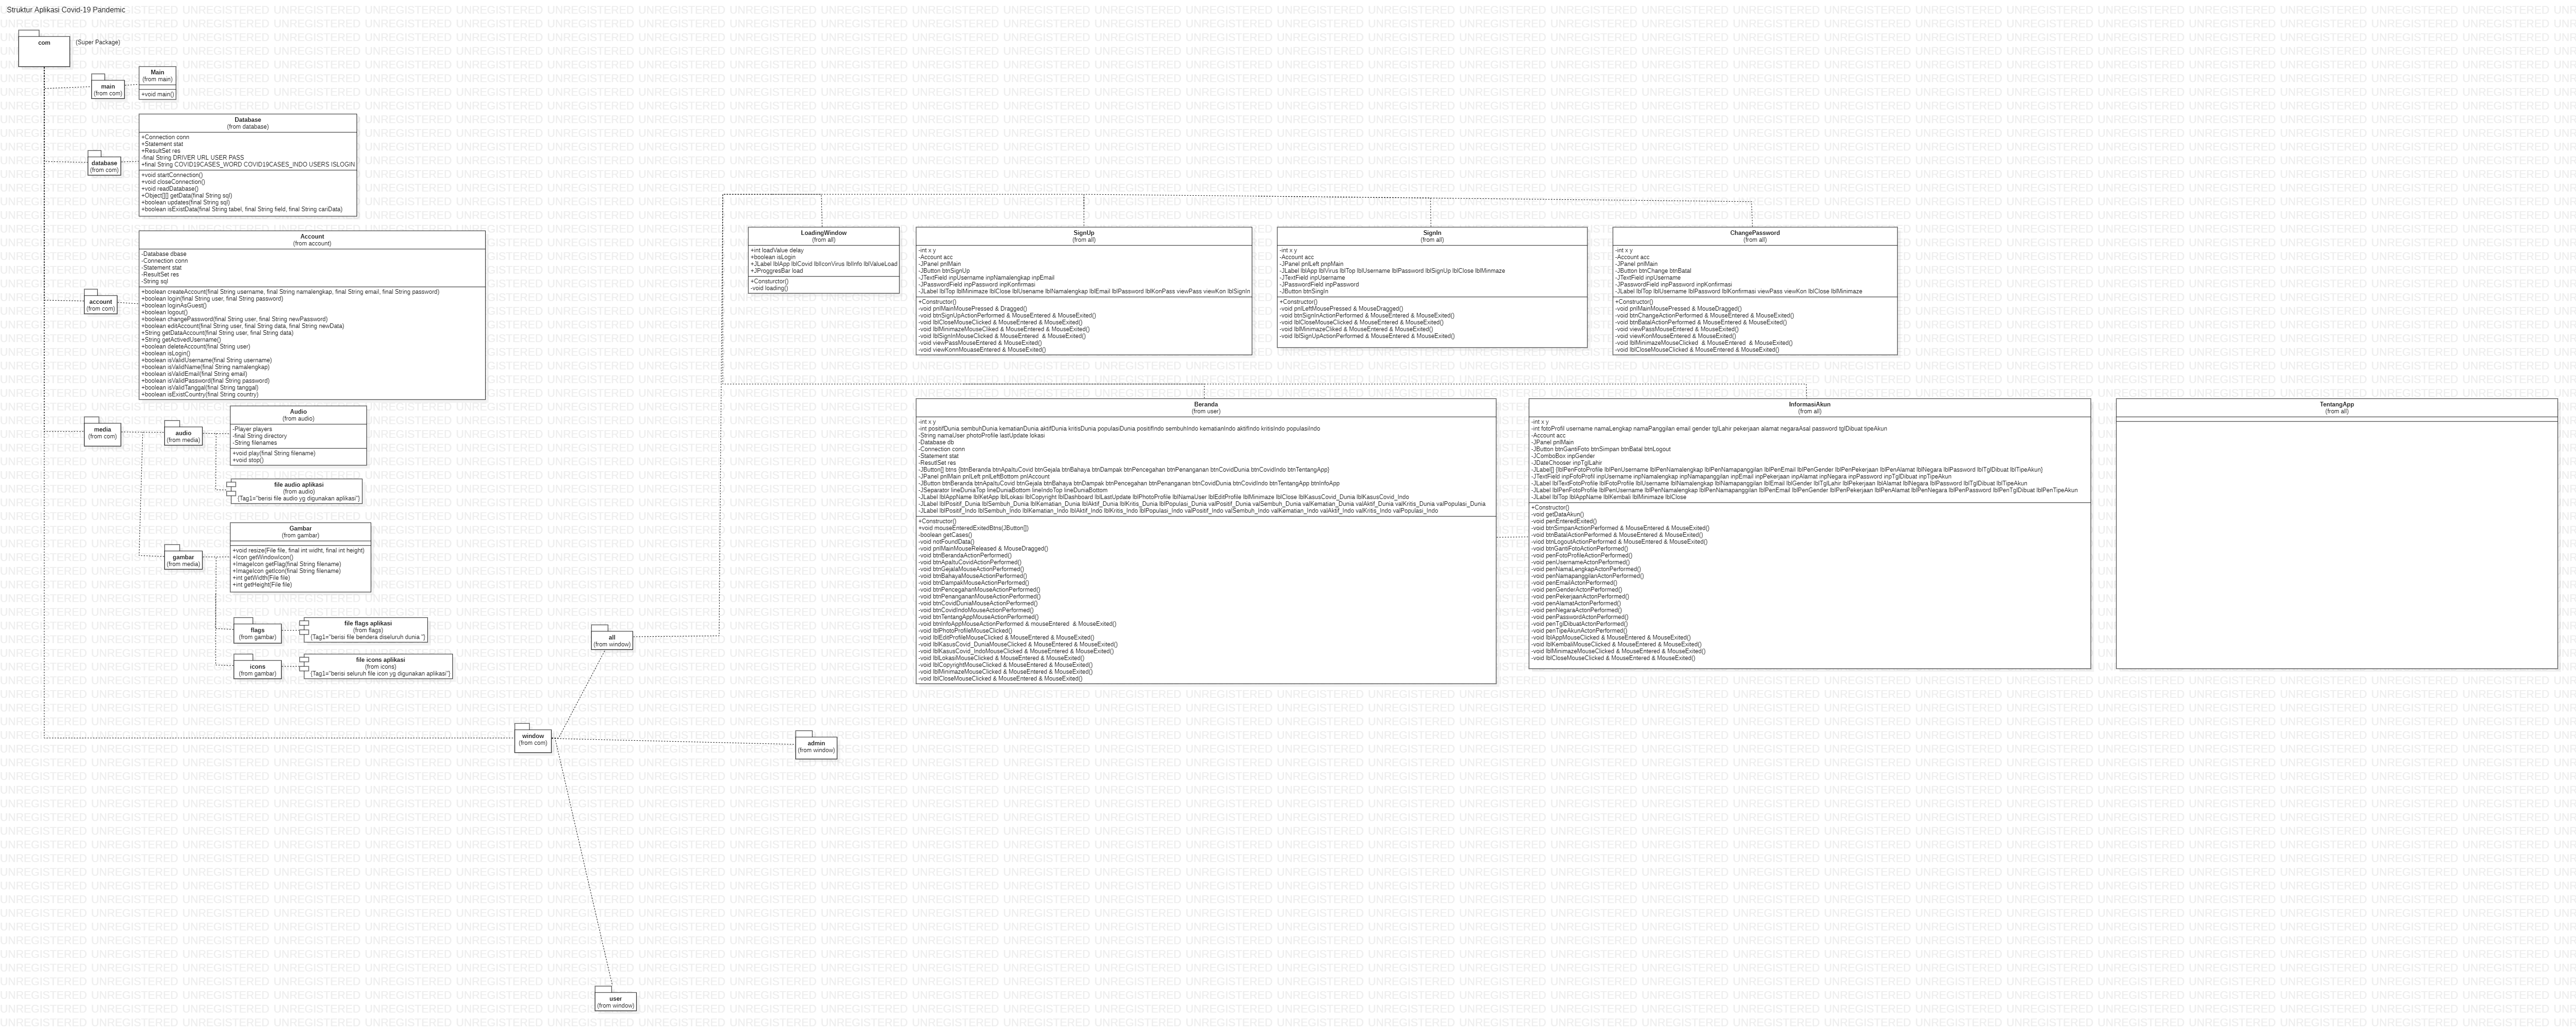 Struktur Aplikasi Covid-19 Pandemic
com
(Super Package)
main
(from com)
Main
(from main)
+void main()
database
(from com)
Database
(from database)
+Connection conn
+Statement stat
+ResultSet res
-final String DRIVER URL USER PASS
+final String COVID19CASES_WORD COVID19CASES_INDO USERS ISLOGIN
+void startConnection()
+void closeConnection()
+void readDatabase()
+Object[][] getData(final String sql)
+boolean updates(final String sql)
+boolean isExistData(final String tabel, final String field, final String cariData)
account
(from com)
Account
(from account)
-Database dbase
-Connection conn
-Statement stat
-ResultSet res
-String sql
+boolean createAccount(final String username, final String namalengkap, final String email, final String password)
+boolean login(final String user, final String password)
+boolean loginAsGuest()
+boolean logout()
+boolean changePassword(final String user, final String newPassword)
+boolean editAccount(final String user, final String data, final String newData)
+String getDataAccount(final String user, final String data)
+String getActivedUsername()
+boolean deleteAccount(final String user)
+boolean isLogin()
+boolean isValidUsername(final String username)
+boolean isValidName(final String namalengkap)
+boolean isValidEmail(final String email)
+boolean isValidPassword(final String password)
+boolean isValidTanggal(final String tanggal)
+boolean isExistCountry(final String country)
media
(from com)
audio
(from media)
Audio
(from audio)
-Player players
-final String directory
-String filenames
+void play(final String filename)
+void stop()
file audio aplikasi
(from audio)
{Tag1="berisi file audio yg digunakan aplikasi"}
gambar
(from media)
Gambar
(from gambar)
+void resize(File file, final int widht, final int height)
+Icon getWindowIcon()
+ImageIcon getFlag(final String filename)
+ImageIcon getIcon(final String filename)
+int getWidth(File file)
+int getHeight(File file)
flags
(from gambar)
file flags aplikasi
(from flags)
{Tag1="berisi file bendera diseluruh dunia "}
icons
(from gambar)
file icons aplikasi
(from icons)
{Tag1="berisi seluruh file icon yg digunakan aplikasi"}
window
(from com)
all
(from window)
admin
(from window)
user
(from window)
LoadingWindow
(from all)
+int loadValue delay
+boolean isLogin
+JLabel lblApp lblCovid lblIconVirus lblInfo lblValueLoad
+JProggresBar load
+Consturctor()
-void loading()
SignUp
(from all)
-int x y
-Account acc
-JPanel pnlMain
-JButton btnSignUp
-JTextField inpUsername inpNamalengkap inpEmail
-JPasswordField inpPassword inpKonfirmasi
-JLabel lblTop lblMinimize lblClose lblUsername lblNamalengkap lblEmail lblPassword lblKonPass viewPass viewKon lblSignIn
+Constructor()
-void pnlMainMousePressed & Dragged()
-void btnSignUpActionPerformed & MouseEntered & MouseExited()
-void lblCloseMouseClicked & MouseEntered & MouseExited()
-void lblMinimazeMouseCliked & MouseEntered & MouseExited()
-void lblSignInMouseClicked & MouseEntered  & MouseExited()
-void viewPassMouseEntered & MouseExited()
-void viewKonnMouaseEntered & MouseExited()
SignIn
(from all)
-int x y
-Account acc
-JPanel pnlLeft pnpMain
-JLabel lblApp lblVirus lblTop lblUsername lblPassword lblSignUp lblClose lblMinmaze
-JTextField inpUsername
-JPasswordField inpPassword
-JButton btnSingIn
+Constructor()
-void pnlLeftMousePressed & MouseDragged()
-void btnSignInActionPerformed & MouseEntered & MouseExited()
-void lblCloseMouseClicked & MouseEntered & MouseExited()
-void lblMinimazeCliked & MouseEntered & MouseExited()
-void lblSignUpActionPerformed & MouseEntered & MouseExited()
ChangePassword
(from all)
-int x y
-Account acc
-JPanel pnlMain
-JButton btnChange btnBatal
-JTextField inpUsername
-JPasswordField inpPassword inpKonfirmasi
-JLabel lblTop lblUsername lblPassword lblKonfirmasi viewPass viewKon lblClose lblMinimaze
+Constructor()
-void pnlMainMousePressed & MouseDragged()
-void btnChangeActionPerformed & MouseEntered & MouseExited()
-void btnBatalActionPerformed & MouseEntered & MouseExited()
-void viewPassMouseEntered & MouseExited()
-void viewKonMouseEntered & MouseExited()
-void lblMinimazeMouseClicked  & MouseEntered  & MouseExited()
-void lblCloseMouseClicked & MouseEntered & MouseExited()
Beranda
(from user)
-int x y
-int positifDunia sembuhDunia kematianDunia aktifDunia kritisDunia populasDunia positifIndo sembuhIndo kematianIndo aktifIndo kritisIndo populasiIndo
-String namaUser photoProfile lastUpdate lokasi
-Database db
-Connection conn
-Statement stat
-ResutlSet res
-JButton[] btns {btnBeranda btnApaItuCovid btnGejala btnBahaya btnDampak btnPencegahan btnPenanganan btnCovidDunia btnCovidIndo btnTentangApp}
-JPanel pnlMain pnlLeft pnlLeftBottom pnlAccount
-JButton btnBeranda btnApaItuCovid btnGejala btnBahaya btnDampak btnPencegahan btnPenanganan btnCovidDunia btnCovidIndo btnTentangApp btnInfoApp
-JSeparator lineDuniaTop lineDuniaBottom lineIndoTop lineDuniaBottom
-JLabel lblAppName lblKetApp lblLokasi lblCopyright lblDashboard lblLastUpdate lblPhotoProfile lblNamaUser lblEditProfile lblMinimaze lblClose lblKasusCovid_Dunia lblKasusCovid_Indo
-JLabel lblPositif_Dunia lblSembuh_Dunia lblKematian_Dunia lblAktif_Dunia lblKritis_Dunia lblPopulasi_Dunia valPositif_Dunia valSembuh_Dunia valKematian_Dunia valAktif_Dunia valKritis_Dunia valPopulasi_Dunia
-JLabel lblPositif_Indo lblSembuh_Indo lblKematian_Indo lblAktif_Indo lblKritis_Indo lblPopulasi_Indo valPositif_Indo valSembuh_Indo valKematian_Indo valAktif_Indo valKritis_Indo valPopulasi_Indo
+Constructor()
+void mouseEnteredExitedBtns(JButton[])
-boolean getCases()
-void notFoundData()
-void pnlMainMouseReleased & MouseDragged()
-void btnBerandaActionPerformed()
-void btnApaItuCovidActionPerformed()
-void btnGejalaMouseActionPerformed()
-void btnBahayaMouseActionPerformed()
-void btnDampakMouseActionPerformed()
-void btnPencegahanMouseActionPerformed()
-void btnPenangananMouseActionPerformed()
-void btnCovidDuniaMouseActionPerformed()
-void btnCovidIndoMouseActionPerformed()
-void btnTentangAppMouseActionPerformed()
-void btnInfoAppMouseActionPerformed & mouseEntered  & MouseExited()
-void lblPhotoProfileMouseClicked()
-void lblEditProfileMouseClicked & MouseEntered & MouseExited()
-void lblKasusCovid_DuniaMouseClicked & MouseEntered & MouseExited()
-void lblKasusCovid_IndoMouseClicked & MouseEntered & MouseExited()
-void lblLokasiMouseClicked & MouseEntered & MouseExited()
-void lblCopyrightMouseClicked & MouseEntered & MouseExited()
-void lblMinimazeMouseClicked & MouseEntered & MouseExited()
-void lblCloseMouseClicked & MouseEntered & MouseExited()
InformasiAkun
(from all)
-int x y
-int fotoProfil username namaLengkap namaPanggilan email gender tglLahir pekerjaan alamat negaraAsal password tglDibuat tipeAkun
-Account acc
-JPanel pnlMain
-JButton btnGantiFoto btnSimpan btnBatal btnLogout
-JComboBox inpGender
-JDateChooser inpTglLahir
-JLabel[] {lblPenFotoProfile lblPenUsername lblPenNamalengkap lblPenNamapanggilan lblPenEmail lblPenGender lblPenPekerjaan lblPenAlamat lblNegara lblPassword lblTglDibuat lblTipeAkun}
-JTextField inpFotoProfil inpUsername inpNamalengkap inpNamapanggilan inpEmail inpPekerjaan inpAlamat inpNegara inpPassword inpTglDibuat inpTipeAkun
-JLabel lblTextFotoProfile lblFotoProfile lblUsername lblNamalengkap lblNamapanggilan lblEmail lblGender lblTglLahir lblPekerjaan lblAlamat lblNegara lblPassword lblTglDibuat lblTipeAkun
-JLabel lblPenFotoProfile lblPenUsername lblPenNamalengkap lblPenNamapanggilan lblPenEmail lblPenGender lblPenPekerjaan lblPenAlamat lblPenNegara lblPenPassword lblPenTglDibuat lblPenTipeAkun
-JLabel lblTop lblAppName lblKembali lblMinimaze lblClose
+Constructor()
-void getDataAkun()
-void penEnteredExited()
-void btnSimpanActionPerformed & MouseEntered & MouseExited()
-void btnBatalActionPerformed & MouseEntered & MouseExited()
-void btnLogoutActionPerformed & MouseEntered & MouseExited()
-void btnGantiFotoActionPerformed()
-void penFotoProfileActionPerformed()
-void penUsernameActonPerformed()
-void penNamaLengkapActonPerformed()
-void penNamapanggilanActonPerformed()
-void penEmailActonPerformed()
-void penGenderActonPerformed()
-void penPekerjaanActonPerformed()
-void penAlamatActonPerformed()
-void penNegaraActonPerformed()
-void penPasswordActonPerformed()
-void penTglDibuatActonPerformed()
-void penTipeAkunActonPerformed()
-void lblAppMouseClicked & MouseEntered & MouseExited()
-void lblKembaliMouseClicked & MouseEntered & MouseExited()
-void lblMinimazeMouseClicked & MouseEntered & MouseExited()
-void lblCloseMouseClicked & MouseEntered & MouseExited()
TentangApp
(from all)
UNREGISTERED